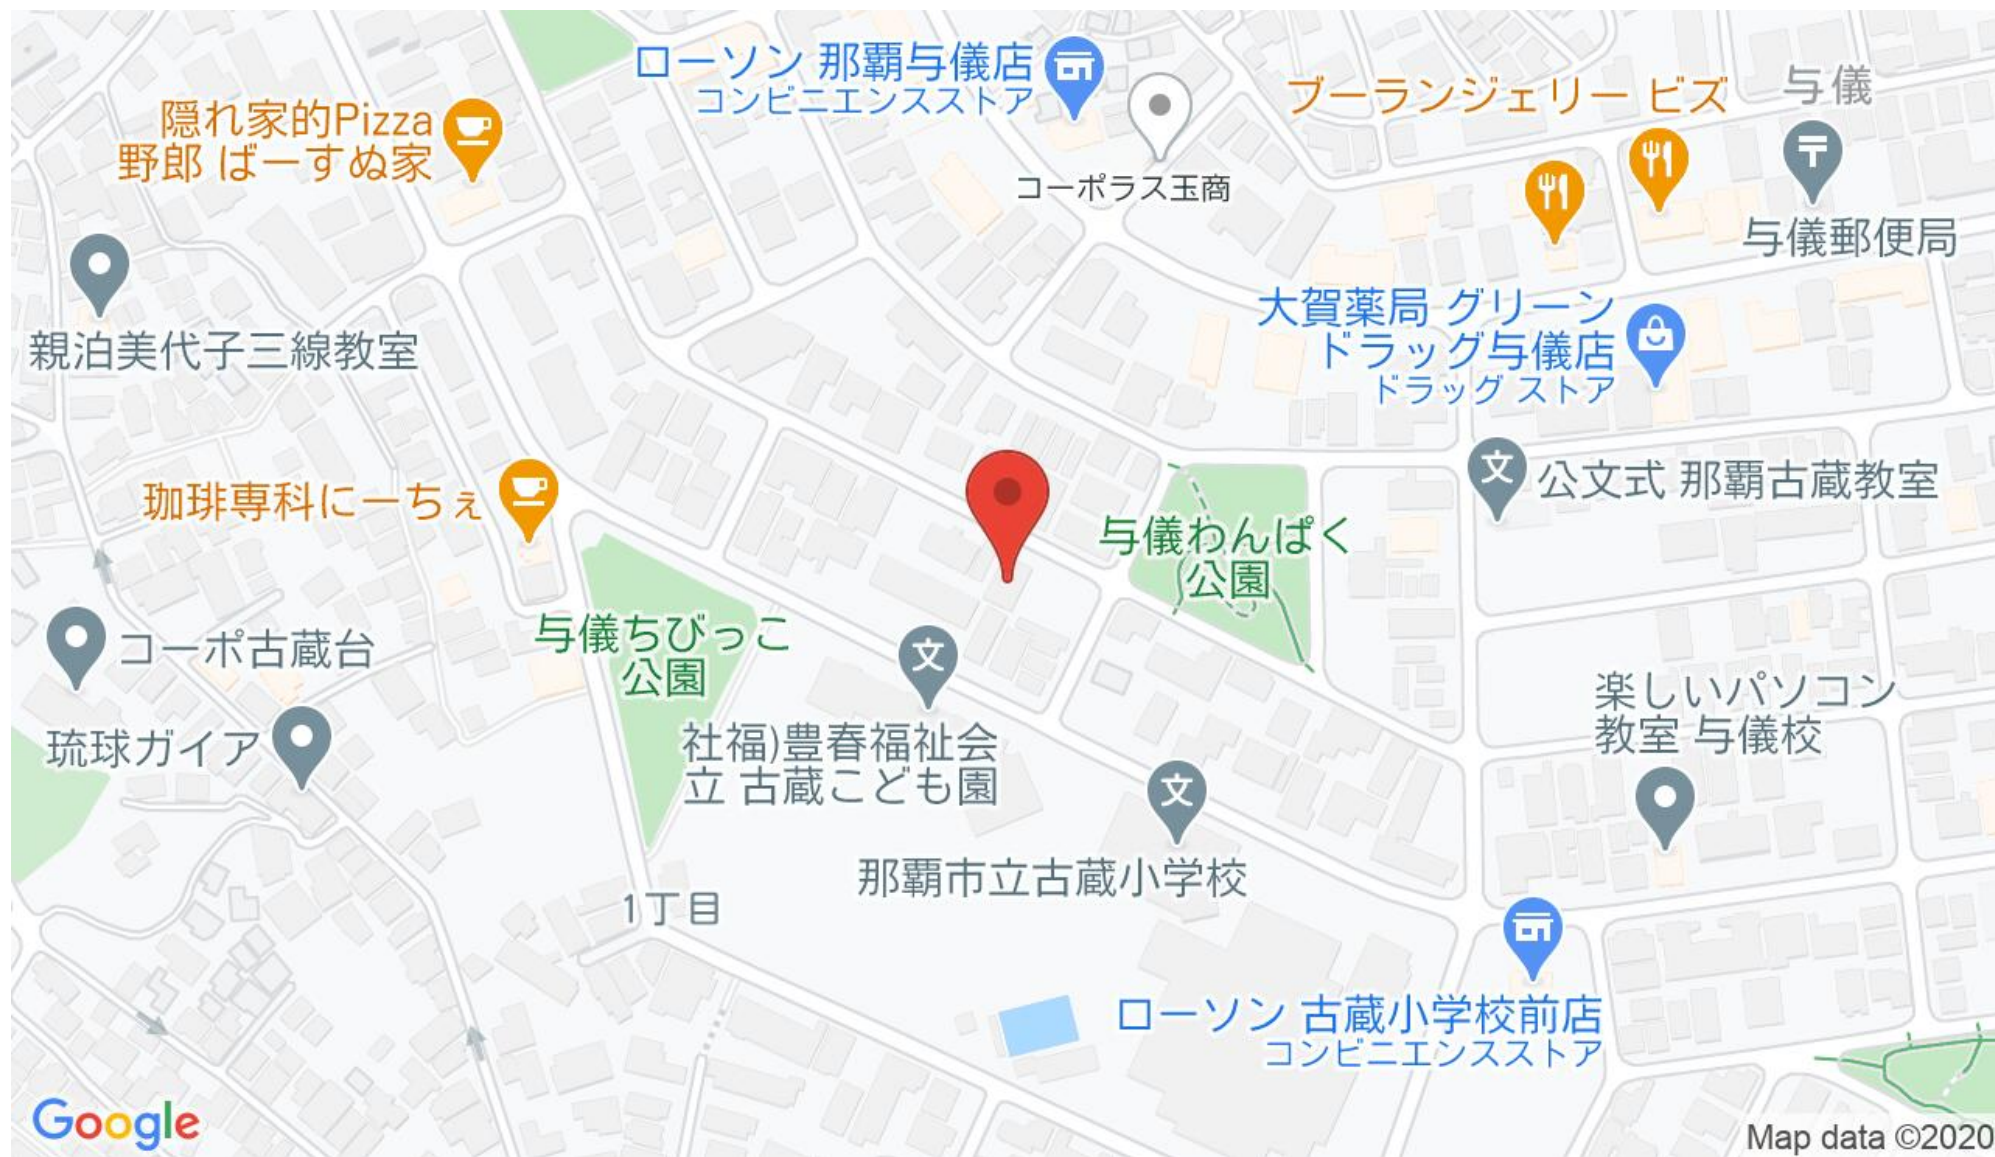 ローソン 那覇与儀店
コンビニエンスストア
ブーランジェリー ビズ
与儀
隠れ家的Pizza
野郎 ばーすぬ家
コーポラス玉商
与儀郵便局
親泊美代子三線教室
大賀薬局 グリーン
ドラッグ与儀店
ドラッグ ストア
珈琲専科にーちぇ
公文式 那覇古蔵教室
与儀わんぱく
公園
与儀ちびっこ
公園
コーポ古蔵台
琉球ガイア
社福)豊春福祉会
立 古蔵こども園
楽しいパソコン
教室 与儀校
那覇市立古蔵小学校
1丁目
ローソン 古蔵小学校前店
コンビニエンスストア
Google
Map data ©2020